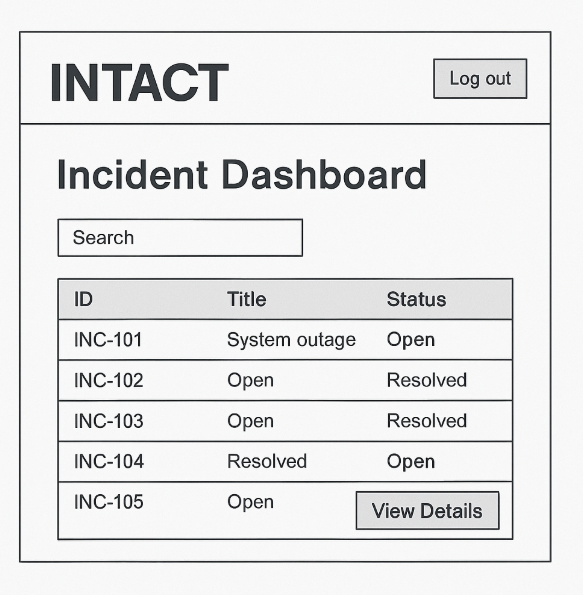 INTACT
Log out
Incident Dashboard
Search
ID Title Status
INC-101 System outage Open
INC-102 Open Resolved
INC-103 Open Resolved
INC-104 Resolved Open
INC-105 Open View Details